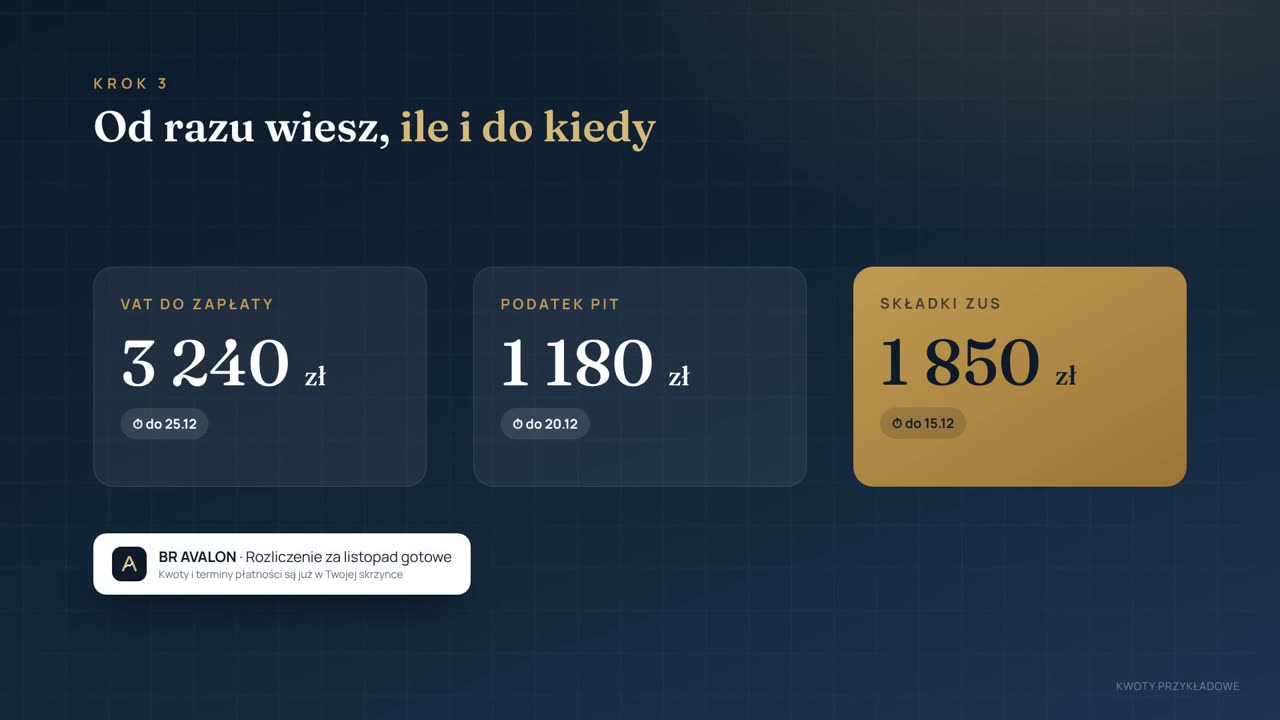 KROK 3
Od razu wiesz, ile i do kiedy
VAT DO ZAPŁATY
3 240 zł
⏱ do 25.12
PODATEK PIT
1 180 zł
⏱ do 20.12
SKŁADKI ZUS
1 850 zł
⏱ do 15.12
BR AVALON · Rozliczenie za listopad gotowe
Kwoty i terminy płatności są już w Twojej skrzynce
KWOTY PRZYKŁADOWE